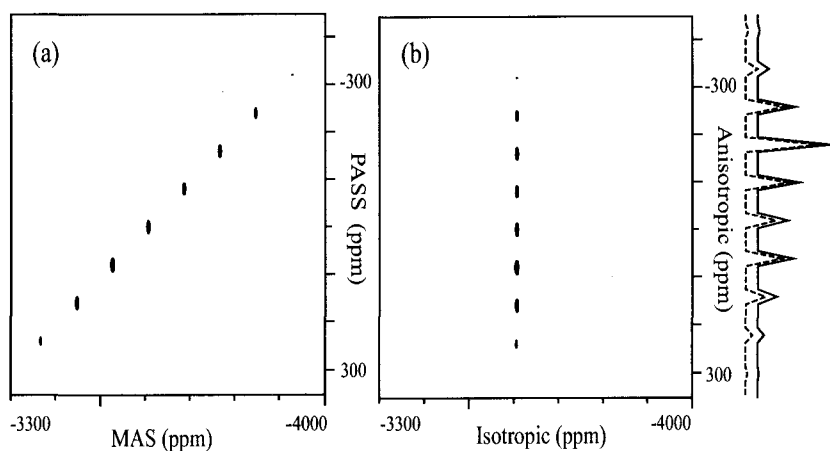 (a)
-300
PASS (ppm)
300
-3300
-4000
MAS (ppm)
(b)
-300
Anisotropic (ppm)
300
-3300
-4000
Isotropic (ppm)